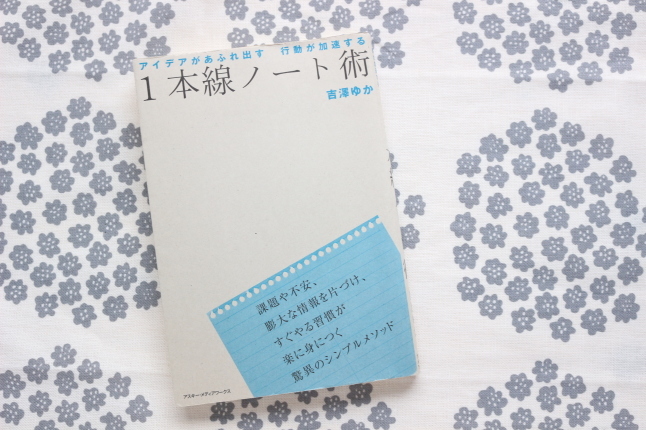 アイデアがあふれ出す 行動が加速する
1本線ノート術
吉澤ゆか
課題や不安、
膨大な情報を片づけ、
すぐやる習慣が
楽に身につく
驚異のシンプルメソッド
アスキー・メディアワークス